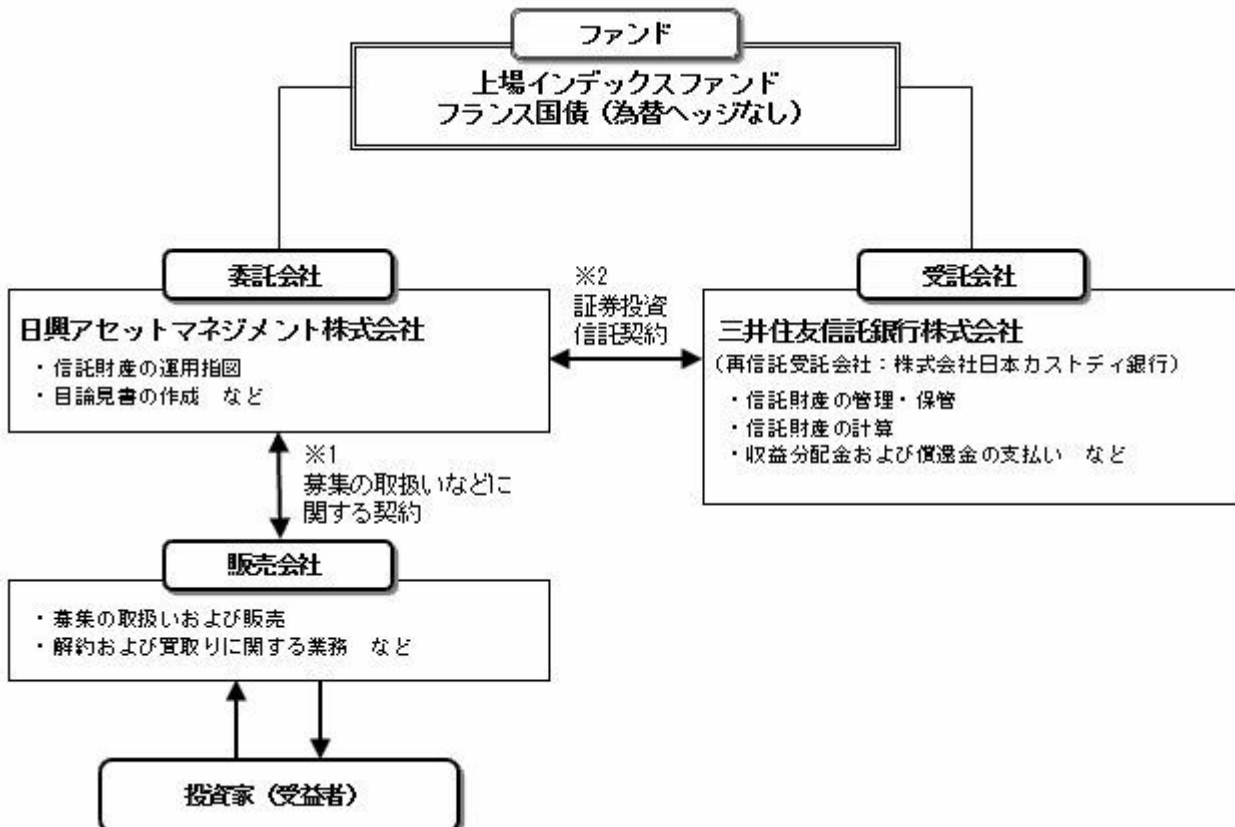 ファンド
上場インデックスファンド
フランス国債（為替ヘッジなし）
委託会社
日興アセットマネジメント株式会社
・信託財産の運用指図
・目論見書の作成　など
※2
証券投資
信託契約
受託会社
三井住友信託銀行株式会社
（再信託受託会社：株式会社日本カストディ銀行）
・信託財産の管理・保管
・信託財産の計算
・収益分配金および償還金の支払い　など
※1
募集の取扱いなどに
関する契約
販売会社
・募集の取扱いおよび販売
・解約および買取りに関する業務　など
投資家（受益者）